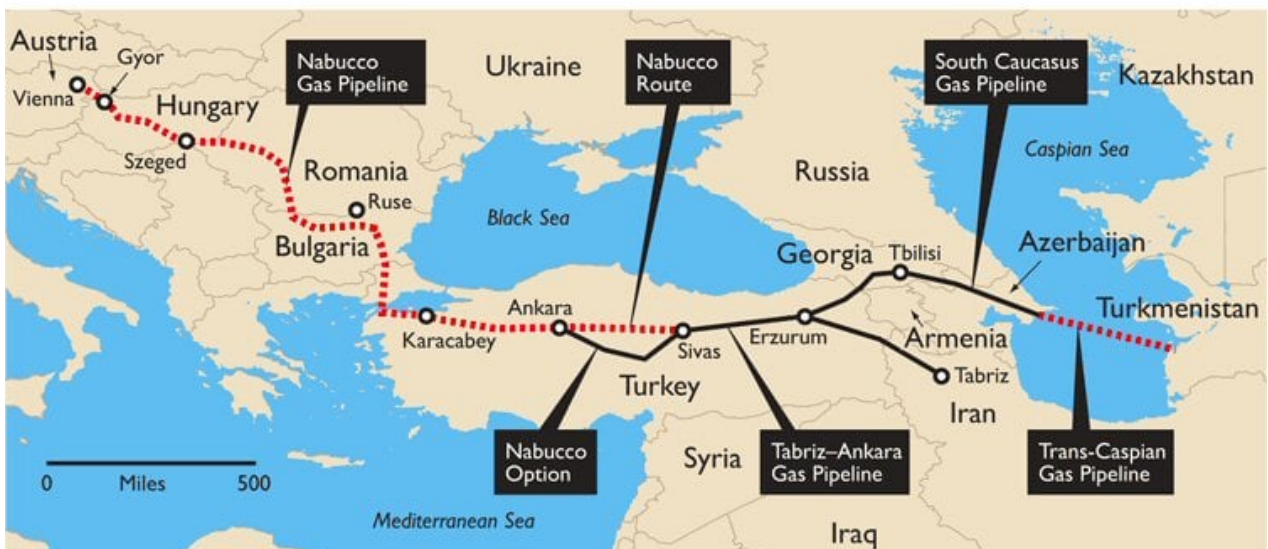 Austria
Gyor
Vienna
Hungary
Szeged
Nabucco
Gas Pipeline
Romania
Ruse
Bulgaria
Ukraine
Nabucco
Route
South Caucasus
Gas Pipeline
Kazakhstan
Caspian Sea
Russia
Black Sea
Georgia
Tbilisi
Azerbaijan
Turkmenistan
Ankara
Karacabey
Sivas
Erzurum
Armenia
Tabriz
Turkey
Iran
Nabucco
Option
Syria
Tabriz–Ankara
Gas Pipeline
Trans-Caspian
Gas Pipeline
0 Miles 500
Mediterranean Sea
Iraq